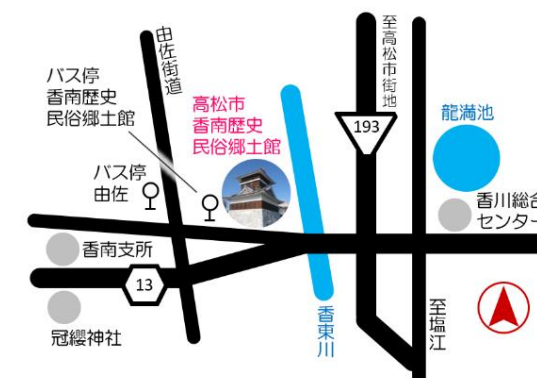 由佐街道
バス停
香南歴史
民俗郷土館
高松市
香南歴史
民俗郷土館
至高松市街地
193
龍満池
バス停
由佐
香川総合
センター
香南支所
13
冠纓神社
香東川
至塩江